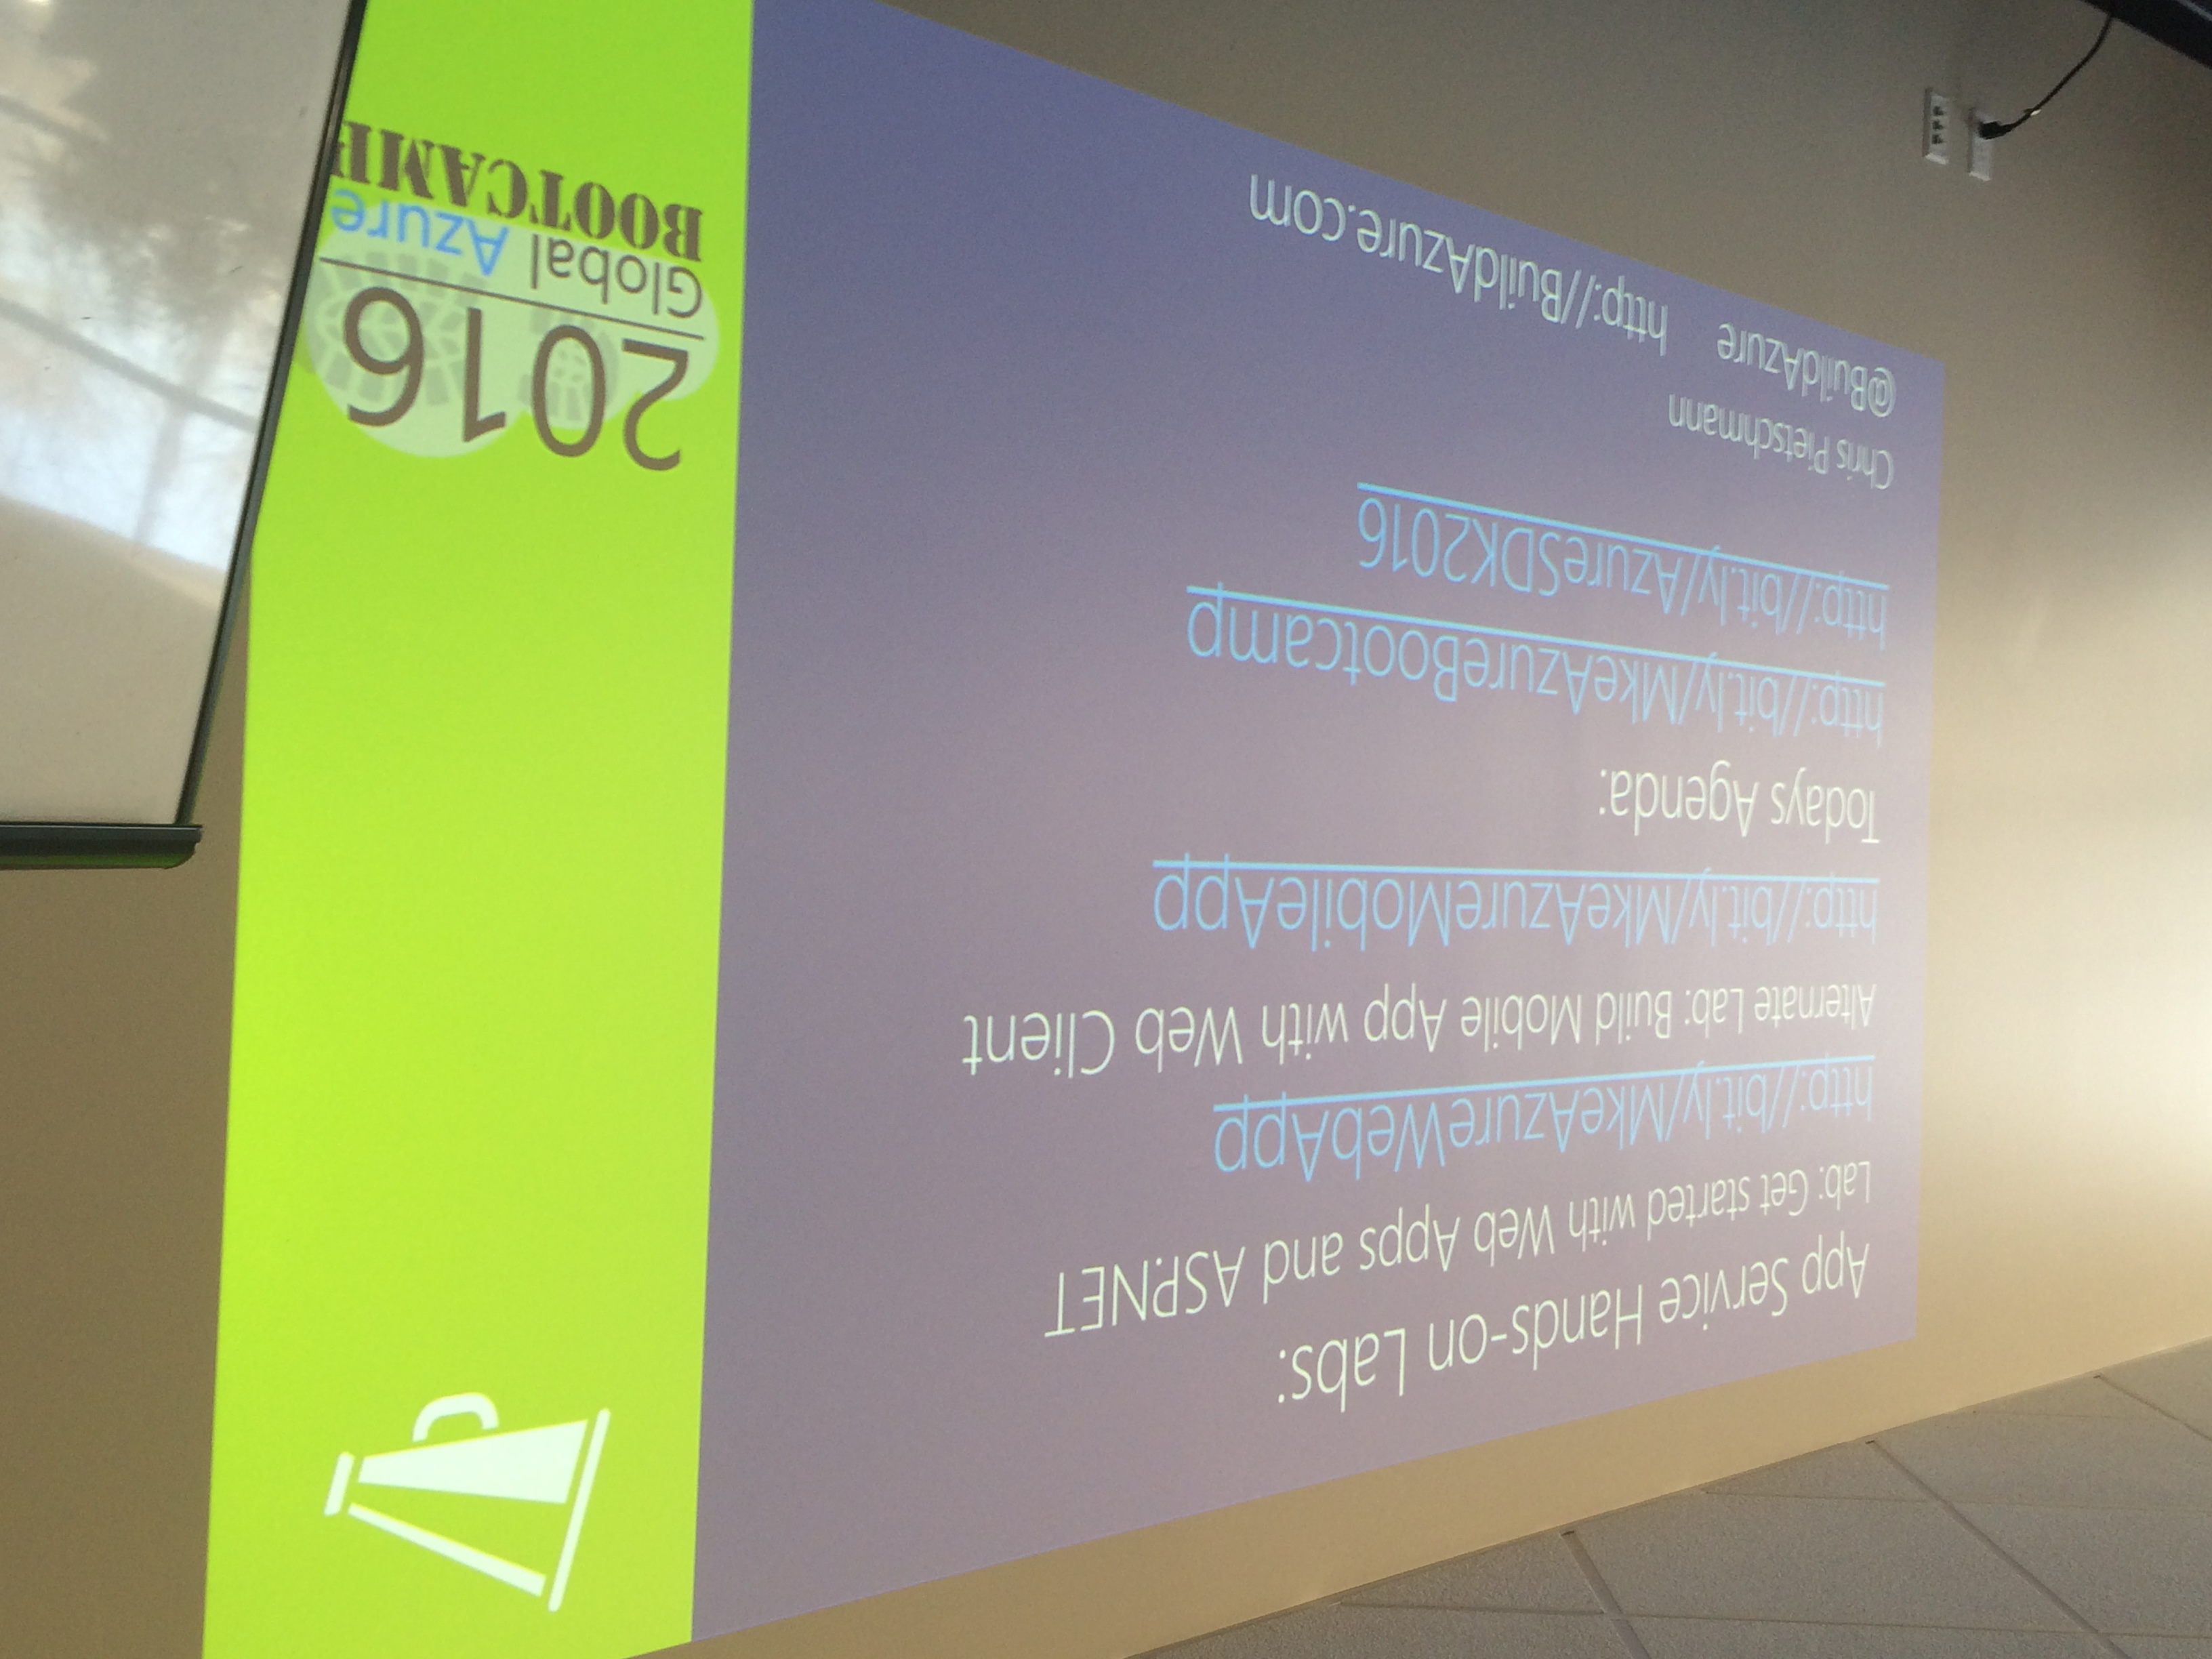 App Service Hands-on Labs:
Lab: Get started with Web Apps and ASP.NET
http://bit.ly/MkeAzureWebApp
Alternate Lab: Build Mobile App with Web Client
http://bit.ly/MkeAzureMobileApp
Todays Agenda:
http://bit.ly/MkeAzureBootcamp
http://bit.ly/AzureSDK2016
Chris Pietschmann
@BuildAzure http://BuildAzure.com
2016
Global Azure
BOOTCAMP